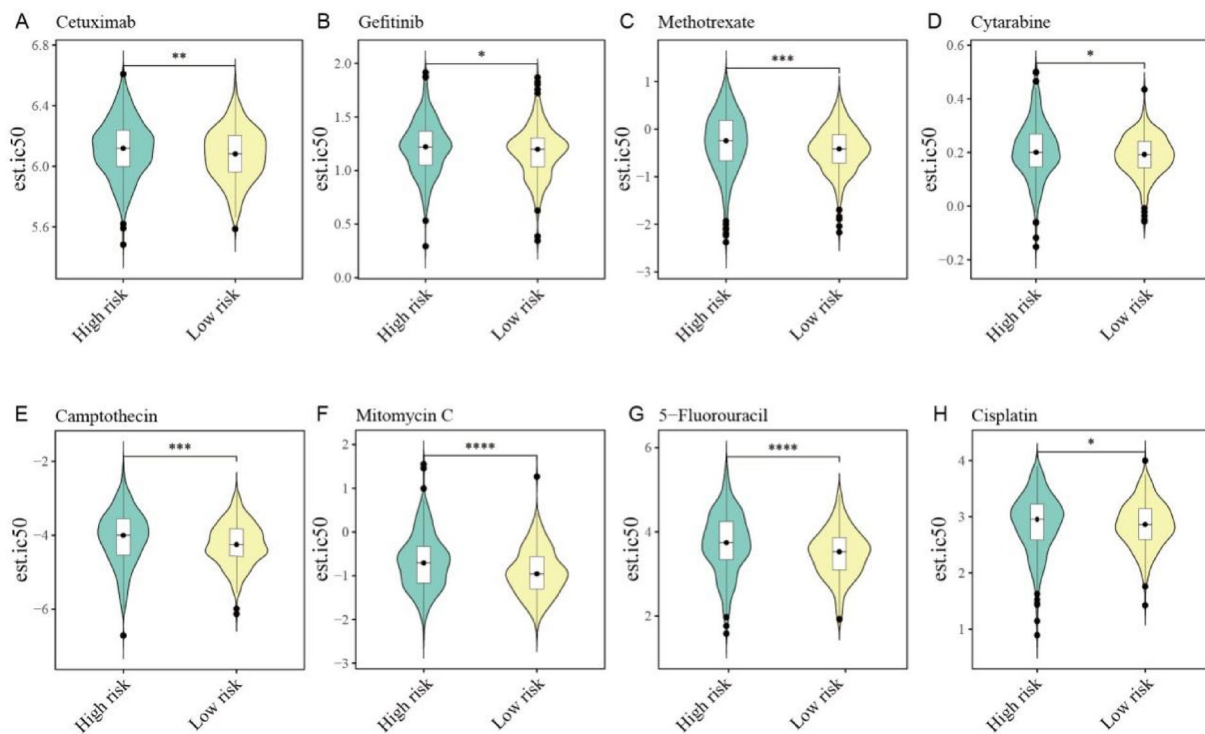 A Cetuximab
6.8
6.4
6.0
5.6
est.ic50
**
High risk
Low risk
B Gefitinib
2.0
1.5
1.0
0.5
0.0
est.ic50
*
High risk
Low risk
C Methotrexate
1
0
−1
−2
−3
est.ic50
***
High risk
Low risk
D Cytarabine
0.6
0.4
0.2
0.0
−0.2
est.ic50
*
High risk
Low risk
E Camptothecin
−2
−4
−6
est.ic50
***
High risk
Low risk
F Mitomycin C
2
1
0
−1
−2
−3
est.ic50
****
High risk
Low risk
G 5−Fluorouracil
6
4
2
est.ic50
****
High risk
Low risk
H Cisplatin
4
3
2
1
est.ic50
*
High risk
Low risk